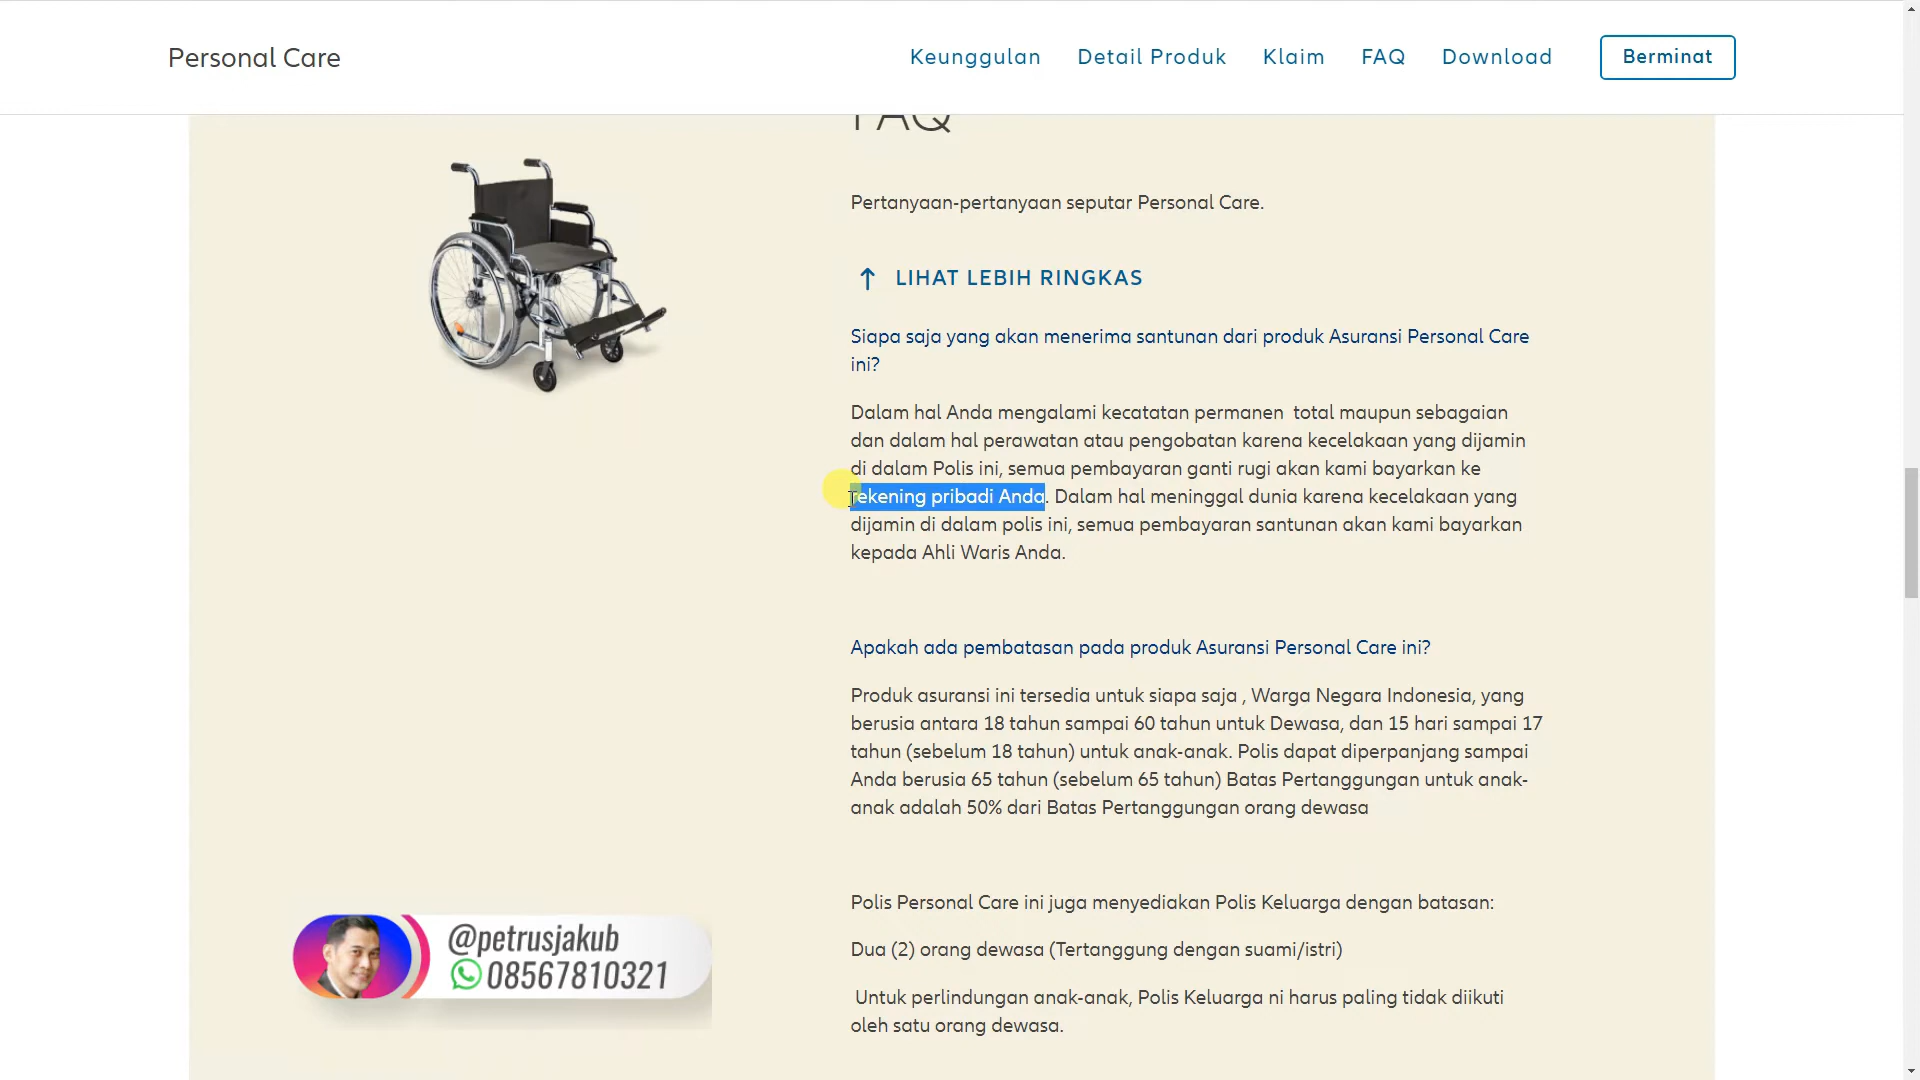 Personal Care
Keunggulan
Detail Produk
Klaim
FAQ
Download
Berminat
FAQ
Pertanyaan-pertanyaan seputar Personal Care.
LIHAT LEBIH RINGKAS
Siapa saja yang akan menerima santunan dari produk Asuransi Personal Care
ini?
Dalam hal Anda mengalami kecatatan permanen  total maupun sebagaian
dan dalam hal perawatan atau pengobatan karena kecelakaan yang dijamin
di dalam Polis ini, semua pembayaran ganti rugi akan kami bayarkan ke
rekening pribadi Anda. Dalam hal meninggal dunia karena kecelakaan yang
dijamin di dalam polis ini, semua pembayaran santunan akan kami bayarkan
kepada Ahli Waris Anda.
Apakah ada pembatasan pada produk Asuransi Personal Care ini?
Produk asuransi ini tersedia untuk siapa saja , Warga Negara Indonesia, yang
berusia antara 18 tahun sampai 60 tahun untuk Dewasa, dan 15 hari sampai 17
tahun (sebelum 18 tahun) untuk anak-anak. Polis dapat diperpanjang sampai
Anda berusia 65 tahun (sebelum 65 tahun) Batas Pertanggungan untuk anak-
anak adalah 50% dari Batas Pertanggungan orang dewasa
Polis Personal Care ini juga menyediakan Polis Keluarga dengan batasan:
Dua (2) orang dewasa (Tertanggung dengan suami/istri)
Untuk perlindungan anak-anak, Polis Keluarga ni harus paling tidak diikuti
oleh satu orang dewasa.
@petrusjakub
08567810321